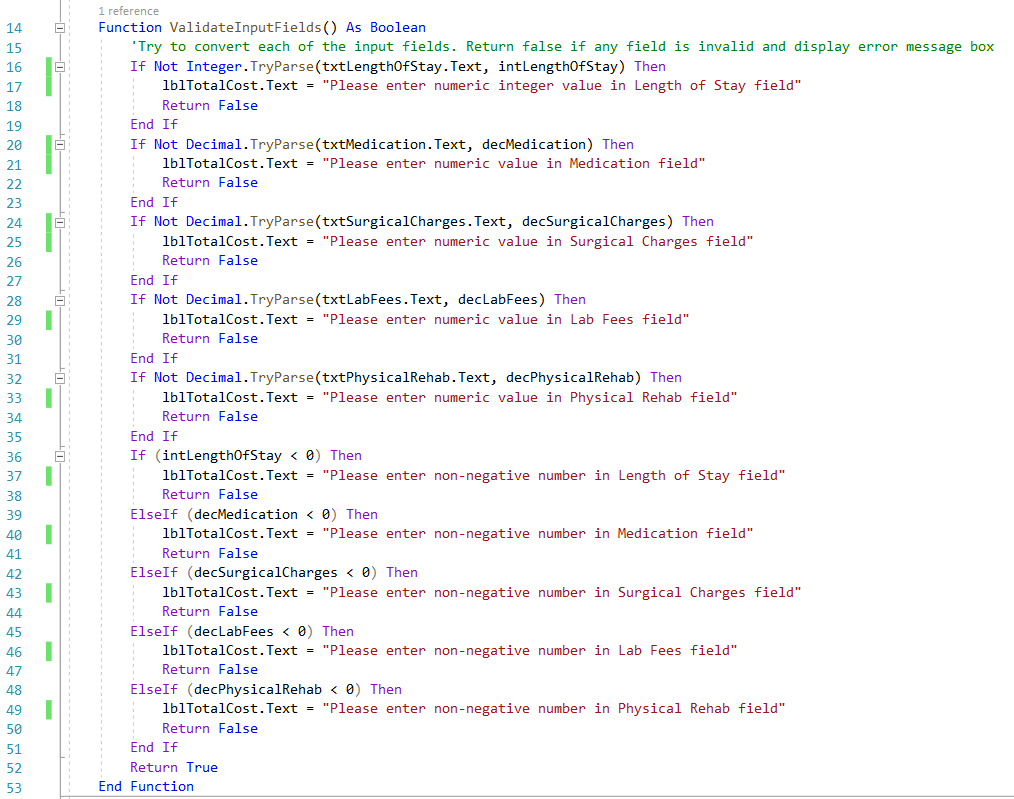 1 reference
14 Function ValidateInputFields() As Boolean
15 'Try to convert each of the input fields. Return false if any field is invalid and display error message box
16 If Not Integer.TryParse(txtLengthOfStay.Text, intLengthOfStay) Then
17 lblTotalCost.Text = "Please enter numeric integer value in Length of Stay field"
18 Return False
19 End If
20 If Not Decimal.TryParse(txtMedication.Text, decMedication) Then
21 lblTotalCost.Text = "Please enter numeric value in Medication field"
22 Return False
23 End If
24 If Not Decimal.TryParse(txtSurgicalCharges.Text, decSurgicalCharges) Then
25 lblTotalCost.Text = "Please enter numeric value in Surgical Charges field"
26 Return False
27 End If
28 If Not Decimal.TryParse(txtLabFees.Text, decLabFees) Then
29 lblTotalCost.Text = "Please enter numeric value in Lab Fees field"
30 Return False
31 End If
32 If Not Decimal.TryParse(txtPhysicalRehab.Text, decPhysicalRehab) Then
33 lblTotalCost.Text = "Please enter numeric value in Physical Rehab field"
34 Return False
35 End If
36 If (intLengthOfStay < 0) Then
37 lblTotalCost.Text = "Please enter non-negative number in Length of Stay field"
38 Return False
39 ElseIf (decMedication < 0) Then
40 lblTotalCost.Text = "Please enter non-negative number in Medication field"
41 Return False
42 ElseIf (decSurgicalCharges < 0) Then
43 lblTotalCost.Text = "Please enter non-negative number in Surgical Charges field"
44 Return False
45 ElseIf (decLabFees < 0) Then
46 lblTotalCost.Text = "Please enter non-negative number in Lab Fees field"
47 Return False
48 ElseIf (decPhysicalRehab < 0) Then
49 lblTotalCost.Text = "Please enter non-negative number in Physical Rehab field"
50 Return False
51 End If
52 Return True
53 End Function